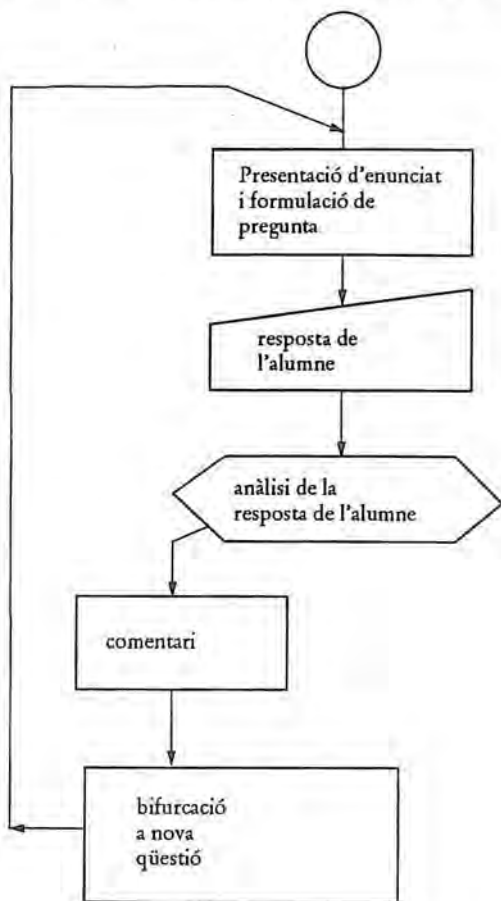 Presentació d'enunciat
i formulació de
pregunta
resposta de
l'alumne
anàlisi de la
resposta de l'alumne
comentari
bifurcació
a nova
qüestió